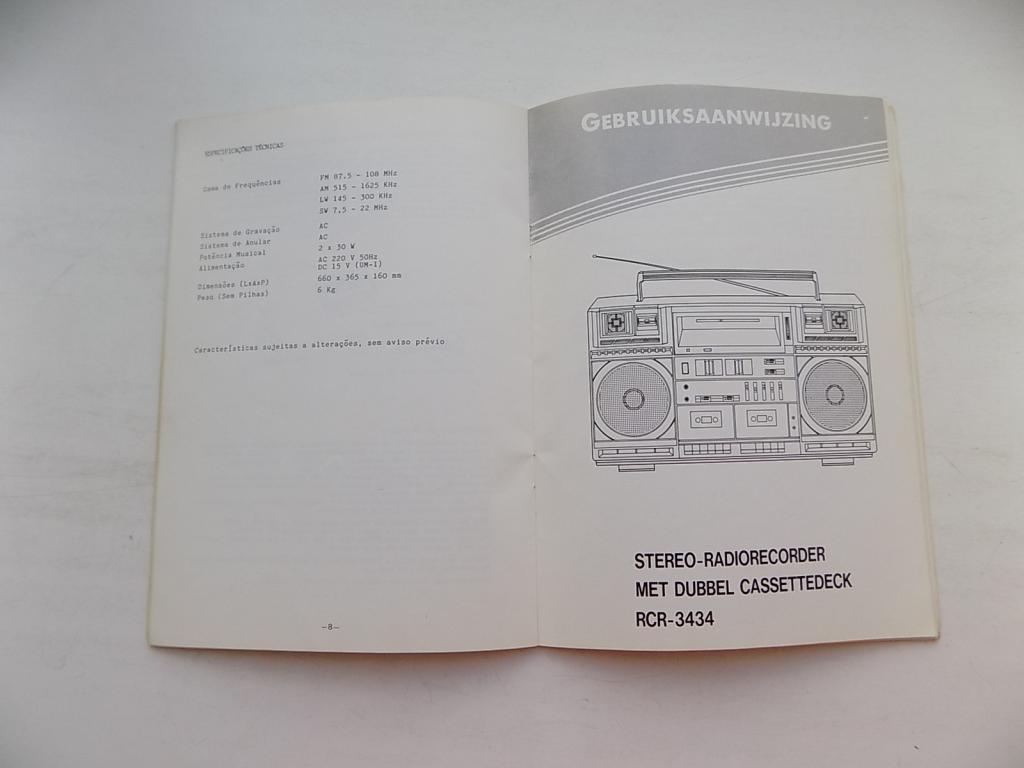 ESPECIFICAÇÕES TÉCNICAS
Gama de Frequências FM 87.5 - 108 MHz
AM 515 - 1625 KHz
LW 145 - 300 KHz
SW 7,5 - 22 MHz
Sistema de Gravação AC
Sistema de Anular AC
Potência Musical 2 x 30 W
Alimentação AC 220 V 50Hz
DC 15 V (UM-I)
Dimensões (LxAxP) 660 x 365 x 160 mm
Peso (Sem Pilhas) 6 Kg
Características sujeitas a alterações, sem aviso prévio
—8—
GEBRUIKSAANWIJZING
STEREO-RADIORECORDER
MET DUBBEL CASSETTEDECK
RCR-3434